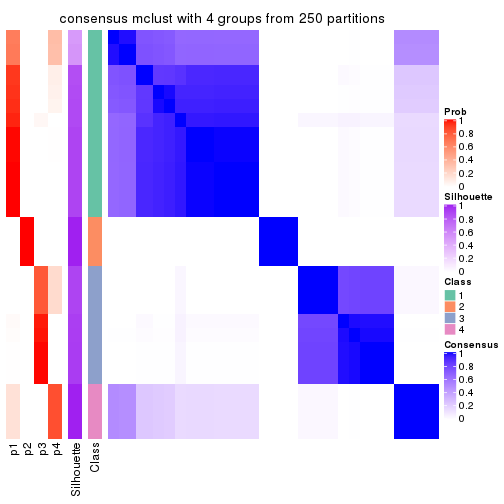 consensus mclust with 4 groups from 250 partitions
Prob
1
0.8
0.6
0.4
0.2
0
Silhouette
1
0.8
0.6
0.4
0.2
0
Class
1
2
3
4
Consensus
1
0.8
0.6
0.4
0.2
0
p1
p2
p3
p4
Silhouette
Class